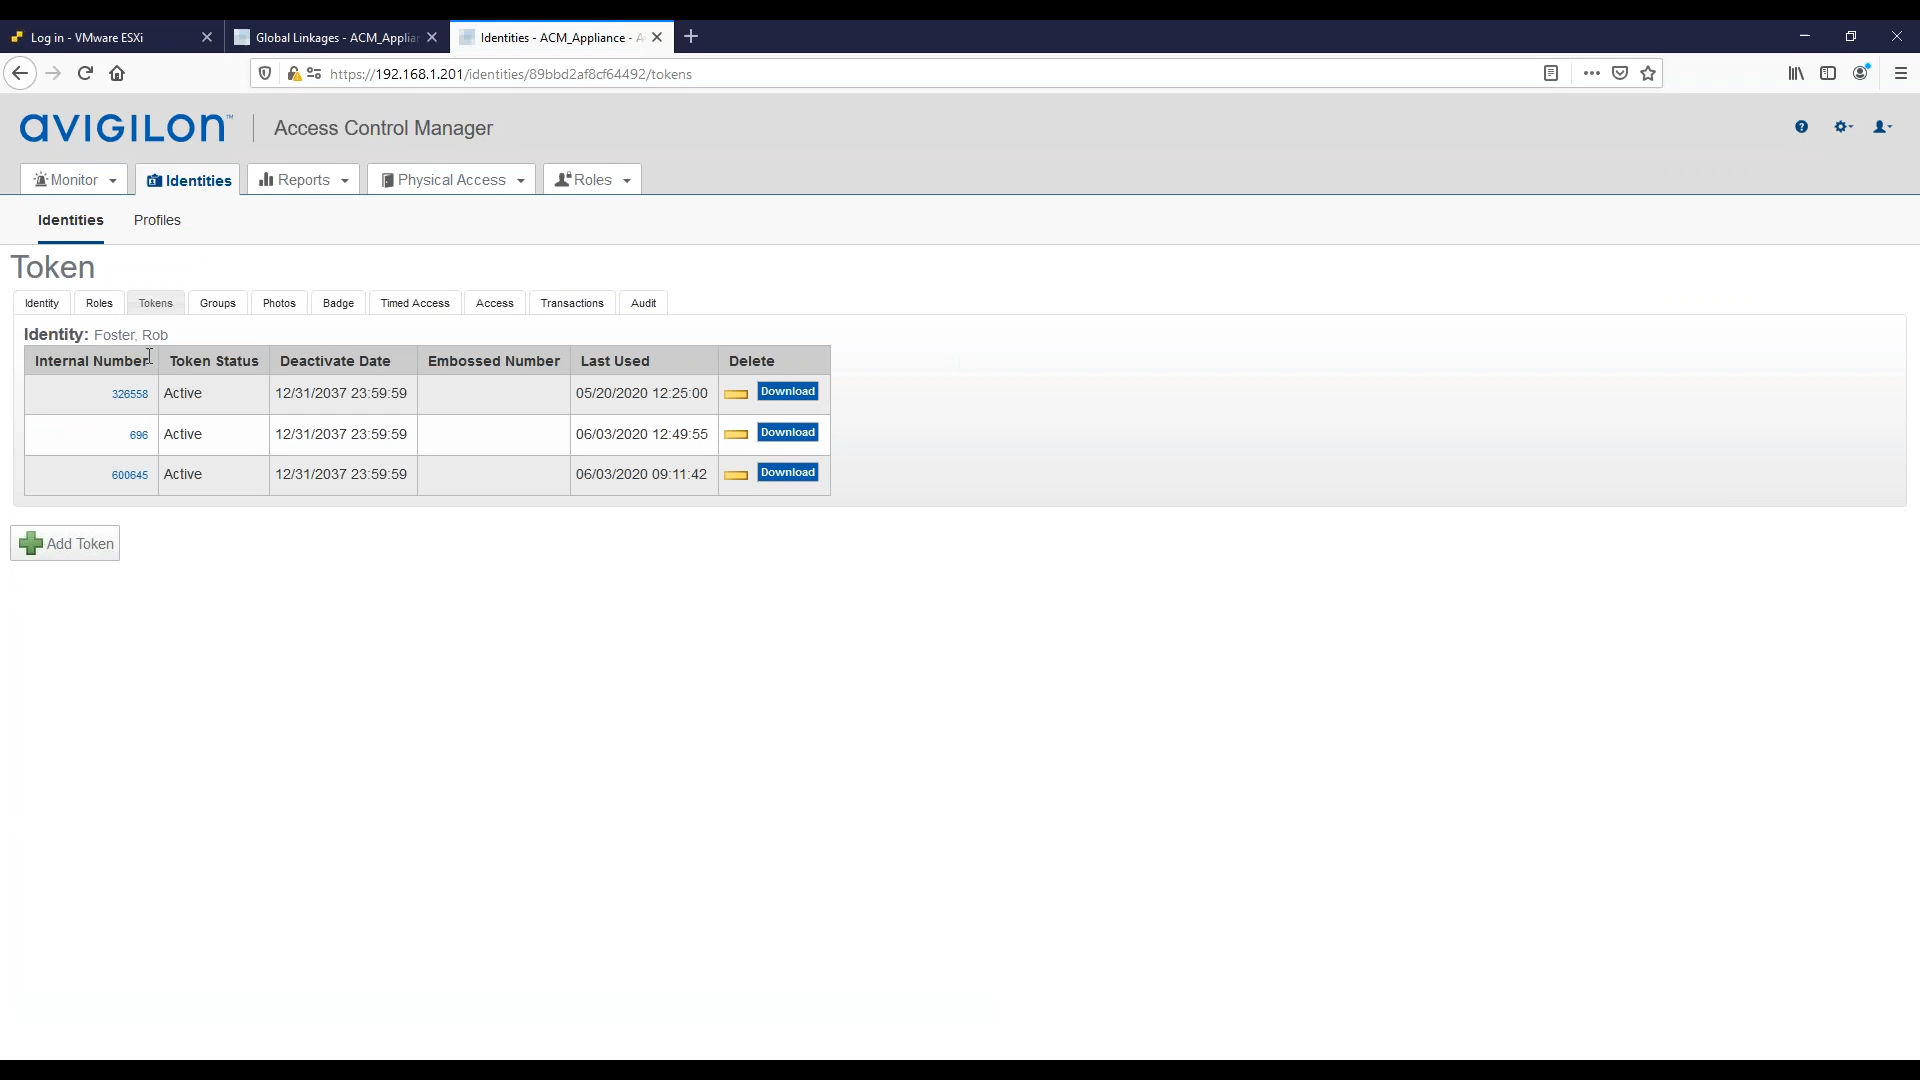 Log in - VMware ESXi
Global Linkages - ACM_Applian
Identities - ACM_Appliance - A
https://192.168.1.201/identities/89bbd2af8cf64492/tokens
AVIGILON™ Access Control Manager
Monitor Identities Reports Physical Access Roles
Identities Profiles
Token
Identity Roles Tokens Groups Photos Badge Timed Access Access Transactions Audit
Identity: Foster, Rob
Internal Number Token Status Deactivate Date Embossed Number Last Used Delete
326558 Active 12/31/2037 23:59:59 05/20/2020 12:25:00 Download
696 Active 12/31/2037 23:59:59 06/03/2020 12:49:55 Download
600645 Active 12/31/2037 23:59:59 06/03/2020 09:11:42 Download
Add Token